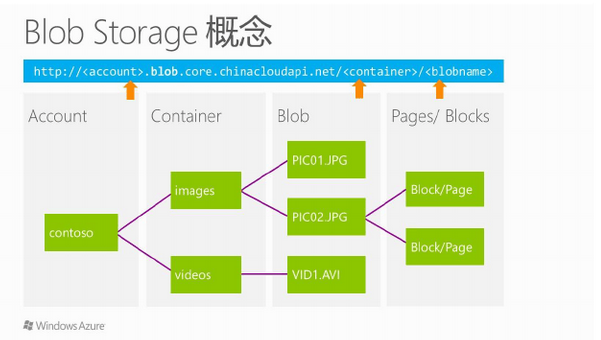 Blob Storage 概念
http://<account>.blob.core.chinacloudapi.net/<container>/<blobname>
Account
Container
Blob
Pages/ Blocks
PIC01.JPG
images
Block/Page
PIC02.JPG
contoso
Block/Page
videos
VID1.AVI
Windows Azure